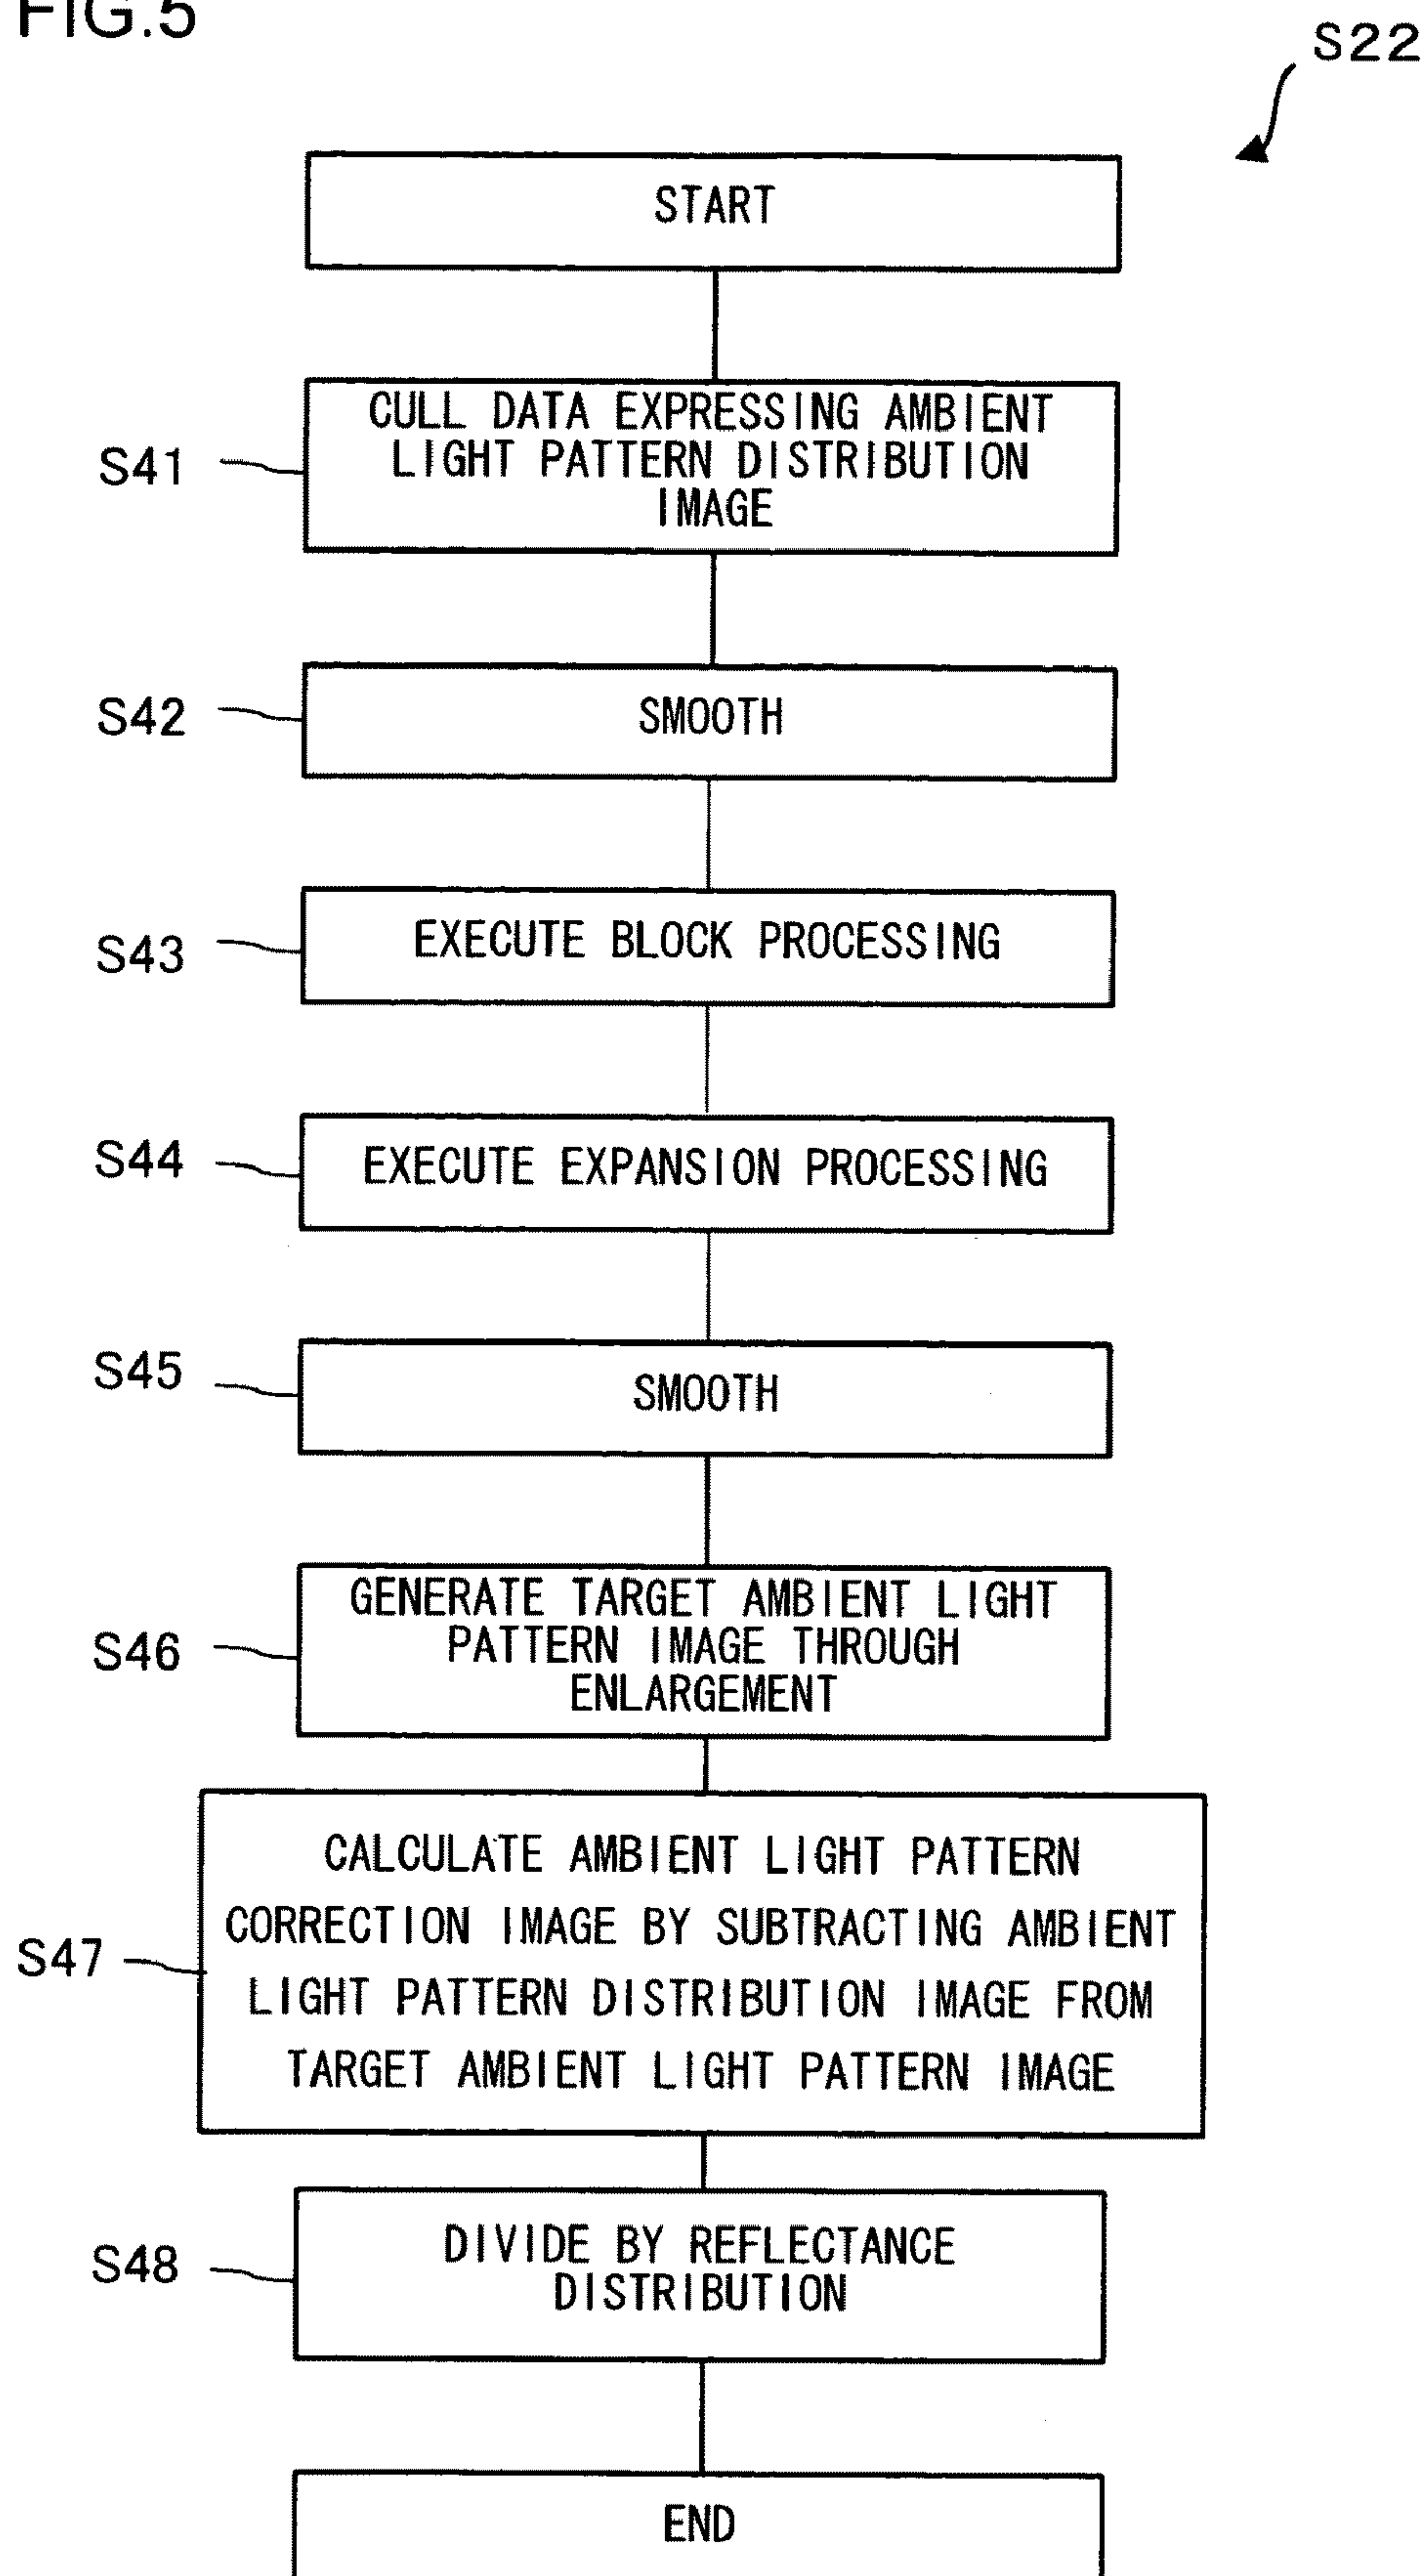 FIG.5
S22
START
S41
CULL DATA EXPRESSING AMBIENT
LIGHT PATTERN DISTRIBUTION
IMAGE
S42
SMOOTH
S43
EXECUTE BLOCK PROCESSING
S44
EXECUTE EXPANSION PROCESSING
S45
SMOOTH
S46
GENERATE TARGET AMBIENT LIGHT
PATTERN IMAGE THROUGH
ENLARGEMENT
S47
CALCULATE AMBIENT LIGHT PATTERN
CORRECTION IMAGE BY SUBTRACTING AMBIENT
LIGHT PATTERN DISTRIBUTION IMAGE FROM
TARGET AMBIENT LIGHT PATTERN IMAGE
S48
DIVIDE BY REFLECTANCE
DISTRIBUTION
END